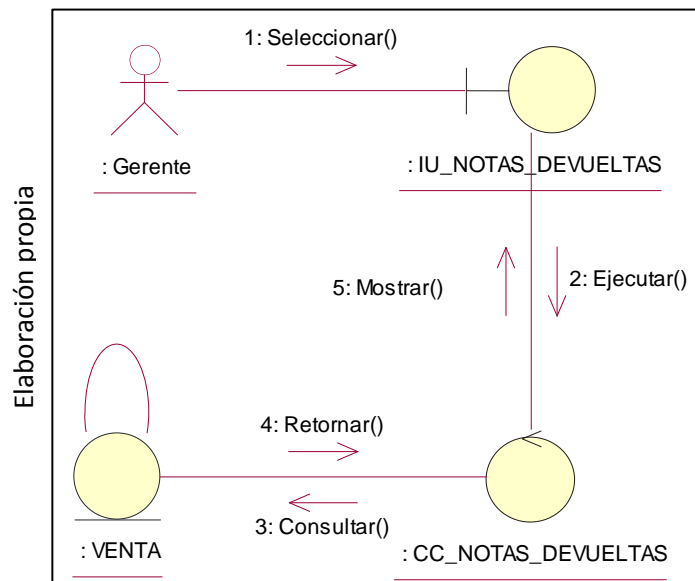 1: Seleccionar()
: Gerente
: IU_NOTAS_DEVUELTAS
Elaboración propia
5: Mostrar()
2: Ejecutar()
4: Retornar()
3: Consultar()
: VENTA
: CC_NOTAS_DEVUELTAS